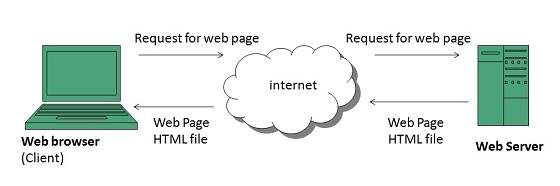 Request for web page
Request for web page
internet
Web Page
HTML file
Web Page
HTML file
Web browser
(Client)
Web Server